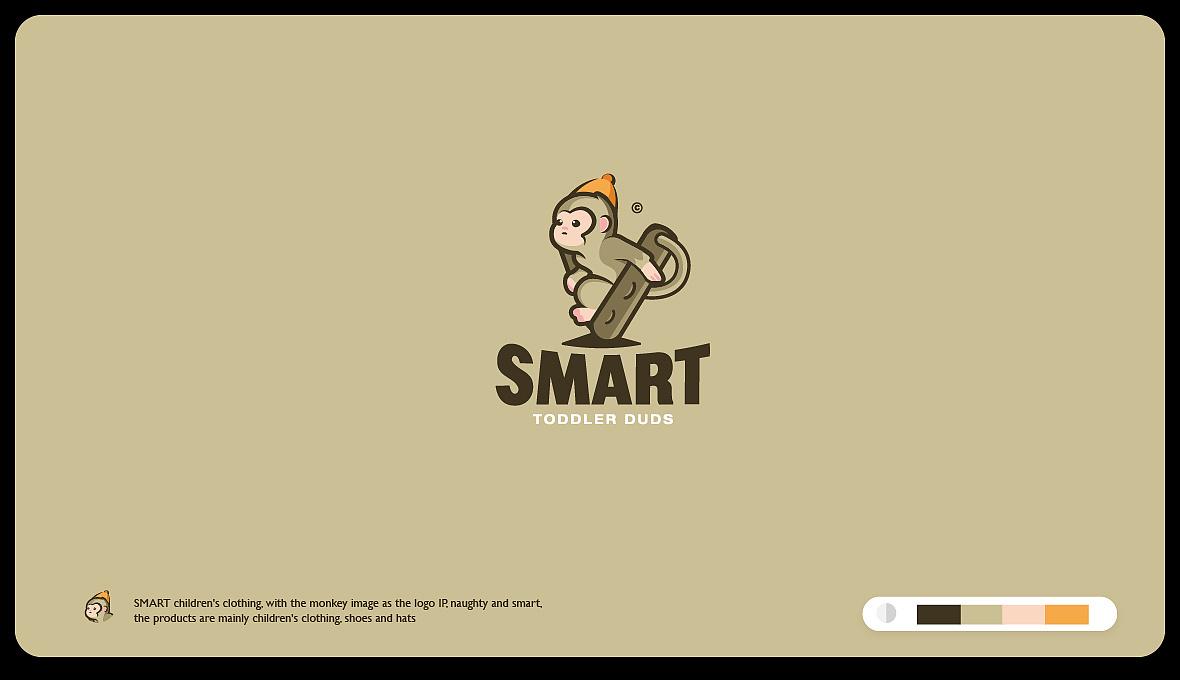 ©
SMART
TODDLER DUDS
SMART children's clothing, with the monkey image as the logo IP, naughty and smart,
the products are mainly children's clothing, shoes and hats